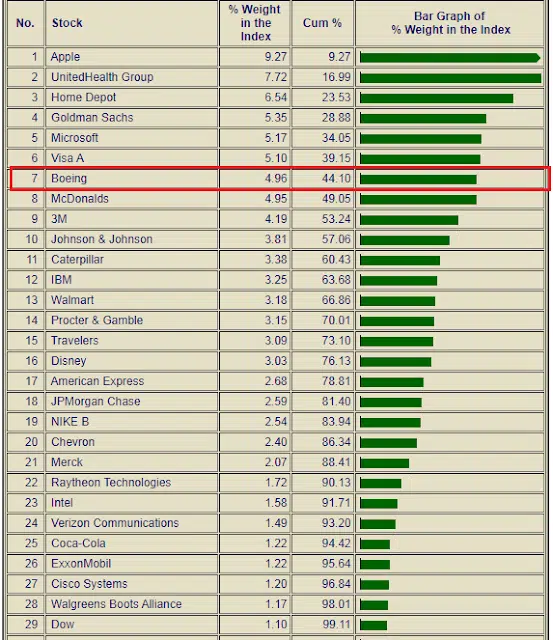 No. Stock % Weight in the Index Cum % Bar Graph of % Weight in the Index
1 Apple 9.27 9.27
2 UnitedHealth Group 7.72 16.99
3 Home Depot 6.54 23.53
4 Goldman Sachs 5.35 28.88
5 Microsoft 5.17 34.05
6 Visa A 5.10 39.15
7 Boeing 4.96 44.10
8 McDonalds 4.95 49.05
9 3M 4.19 53.24
10 Johnson & Johnson 3.81 57.06
11 Caterpillar 3.38 60.43
12 IBM 3.25 63.68
13 Walmart 3.18 66.86
14 Procter & Gamble 3.15 70.01
15 Travelers 3.09 73.10
16 Disney 3.03 76.13
17 American Express 2.68 78.81
18 JPMorgan Chase 2.59 81.40
19 NIKE B 2.54 83.94
20 Chevron 2.40 86.34
21 Merck 2.07 88.41
22 Raytheon Technologies 1.72 90.13
23 Intel 1.58 91.71
24 Verizon Communications 1.49 93.20
25 Coca-Cola 1.22 94.42
26 ExxonMobil 1.22 95.64
27 Cisco Systems 1.20 96.84
28 Walgreens Boots Alliance 1.17 98.01
29 Dow 1.10 99.11